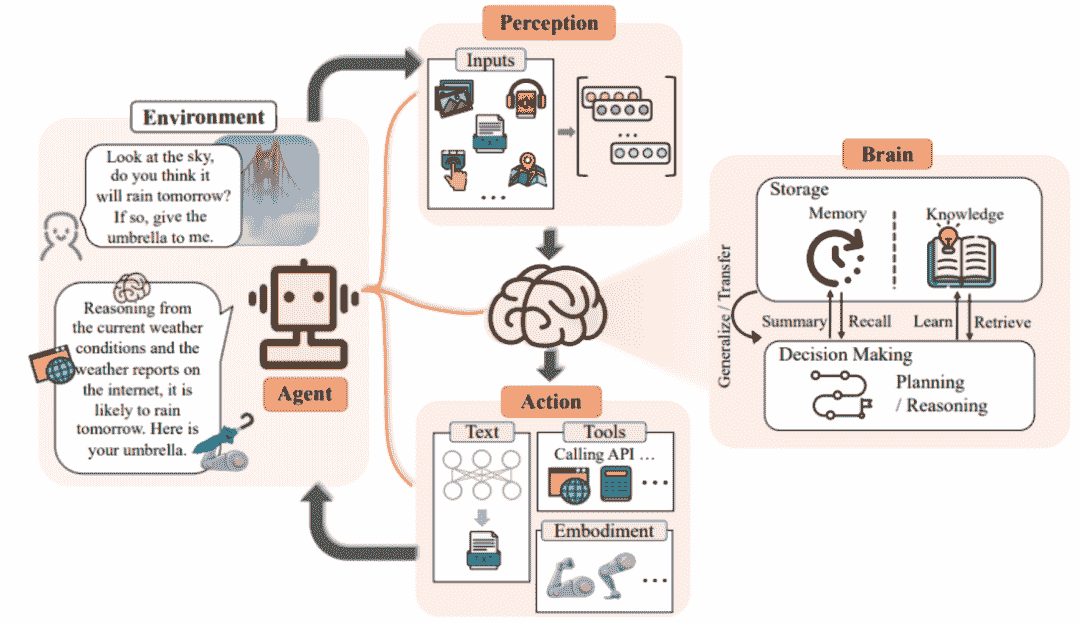 Environment
Look at the sky,
do you think it
will rain tomorrow?
If so, give the
umbrella to me.
Reasoning from
the current weather
conditions and the
weather reports on
the internet, it is
likely to rain
tomorrow. Here is
your umbrella.
Agent
Perception
Inputs
...
...
Action
Text
Tools
Calling API ...
...
Embodiment
...
Brain
Storage
Memory
Knowledge
Generalize / Transfer
Summary
Recall
Learn
Retrieve
Decision Making
Planning
/ Reasoning